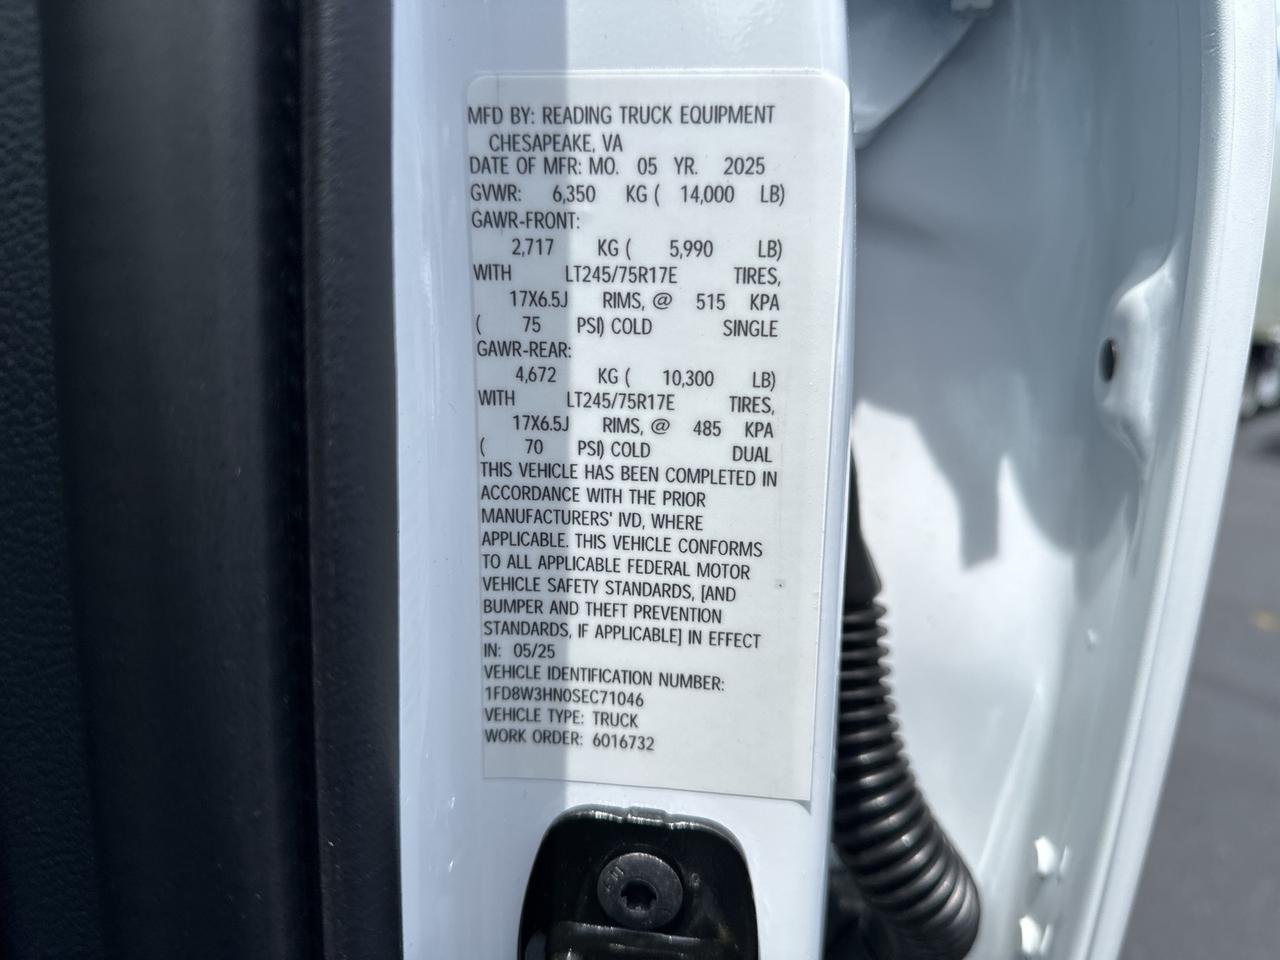 MFD BY: READING TRUCK EQUIPMENT
CHESAPEAKE, VA
DATE OF MFR: MO. 05 YR. 2025
GVWR: 6,350 KG ( 14,000 LB)
GAWR-FRONT:
2,717 KG ( 5,990 LB)
WITH LT245/75R17E TIRES,
17X6.5J RIMS, @ 515 KPA
( 75 PSI) COLD SINGLE
GAWR-REAR:
4,672 KG ( 10,300 LB)
WITH LT245/75R17E TIRES,
17X6.5J RIMS, @ 485 KPA
( 70 PSI) COLD DUAL
THIS VEHICLE HAS BEEN COMPLETED IN
ACCORDANCE WITH THE PRIOR
MANUFACTURERS' IVD, WHERE
APPLICABLE. THIS VEHICLE CONFORMS
TO ALL APPLICABLE FEDERAL MOTOR
VEHICLE SAFETY STANDARDS, [AND
BUMPER AND THEFT PREVENTION
STANDARDS, IF APPLICABLE] IN EFFECT
IN: 05/25
VEHICLE IDENTIFICATION NUMBER:
1FD8W3HN0SEC71046
VEHICLE TYPE: TRUCK
WORK ORDER: 6016732